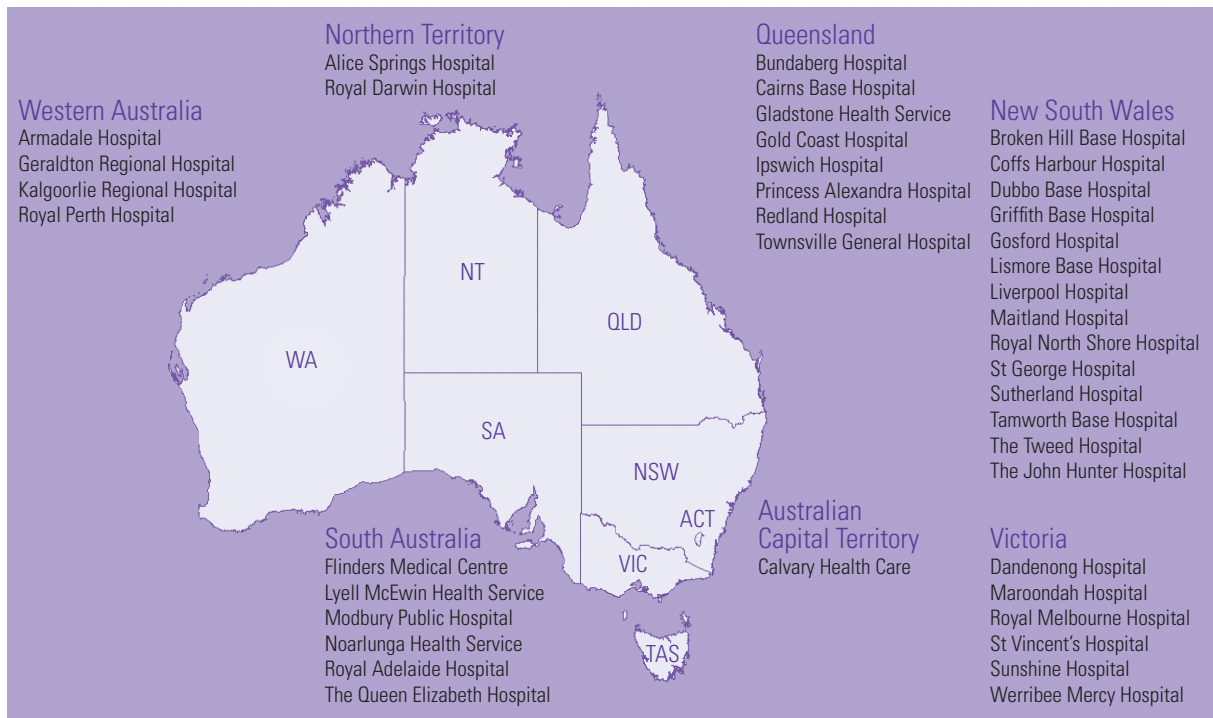 Northern Territory
Alice Springs Hospital
Royal Darwin Hospital
Queensland
Bundaberg Hospital
Cairns Base Hospital
Gladstone Health Service
Gold Coast Hospital
Ipswich Hospital
Princess Alexandra Hospital
Redland Hospital
Townsville General Hospital
Western Australia
Armadale Hospital
Geraldton Regional Hospital
Kalgoorlie Regional Hospital
Royal Perth Hospital
New South Wales
Broken Hill Base Hospital
Coffs Harbour Hospital
Dubbo Base Hospital
Griffith Base Hospital
Gosford Hospital
Lismore Base Hospital
Liverpool Hospital
Maitland Hospital
Royal North Shore Hospital
St George Hospital
Sutherland Hospital
Tamworth Base Hospital
The Tweed Hospital
The John Hunter Hospital
NT
QLD
WA
SA
NSW
ACT
VIC
TAS
South Australia
Flinders Medical Centre
Lyell McEwin Health Service
Modbury Public Hospital
Noarlunga Health Service
Royal Adelaide Hospital
The Queen Elizabeth Hospital
Australian
Capital Territory
Calvary Health Care
Victoria
Dandenong Hospital
Maroondah Hospital
Royal Melbourne Hospital
St Vincent's Hospital
Sunshine Hospital
Werribee Mercy Hospital